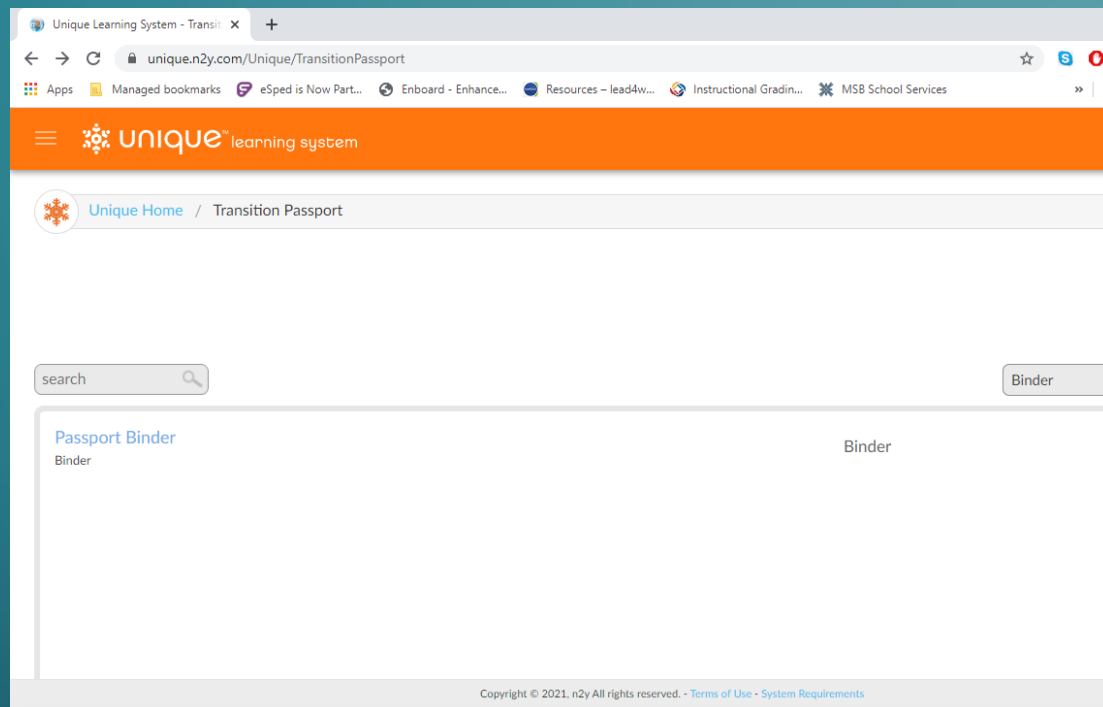 Unique Learning System - Transit
unique.n2y.com/Unique/TransitionPassport
Apps Managed bookmarks eSped is Now Part... Enboard - Enhance... Resources – lead4w... Instructional Gradin... MSB School Services »
unique™ learning system
Unique Home / Transition Passport
search
Binder
Passport Binder
Binder
Binder
Copyright © 2021, n2y All rights reserved. - Terms of Use - System Requirements